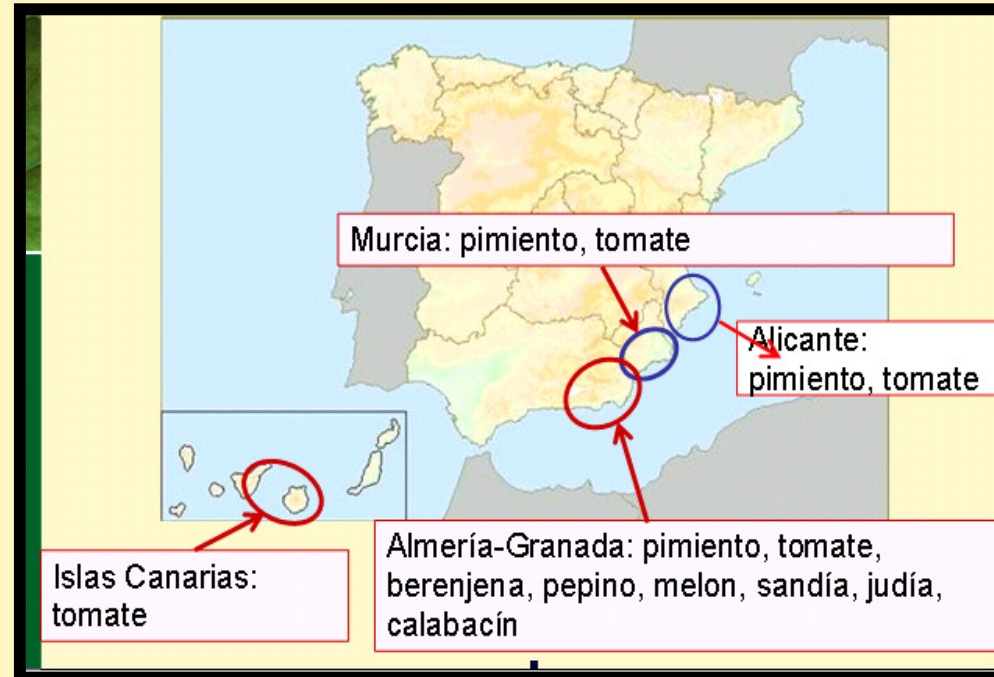 Murcia: pimiento, tomate
Alicante:
pimiento, tomate
Almería-Granada: pimiento, tomate,
berenjena, pepino, melon, sandía, judía,
calabacín
Islas Canarias:
tomate